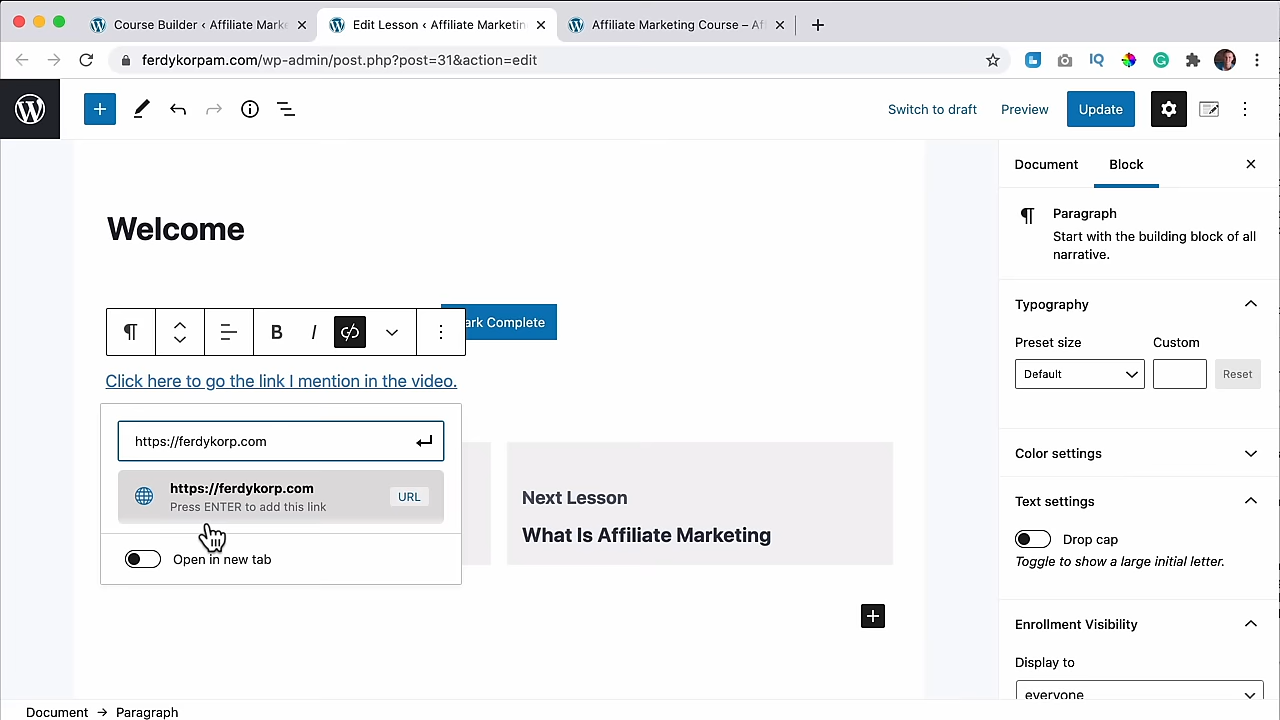 Course Builder ‹ Affiliate Mark
Edit Lesson ‹ Affiliate Marketin
Affiliate Marketing Course – Af
ferdykorpam.com/wp-admin/post.php?post=31&action=edit
IQ
Switch to draft
Preview
Update
Document
Block
Welcome
Paragraph
Start with the building block of all
narrative.
Typography
B I
ark Complete
Preset size
Custom
Default
Reset
Click here to go the link I mention in the video.
https://ferdykorp.com
Color settings
https://ferdykorp.com
Press ENTER to add this link
URL
Next Lesson
What Is Affiliate Marketing
Text settings
Drop cap
Toggle to show a large initial letter.
Open in new tab
Enrollment Visibility
Display to
everyone
Document → Paragraph